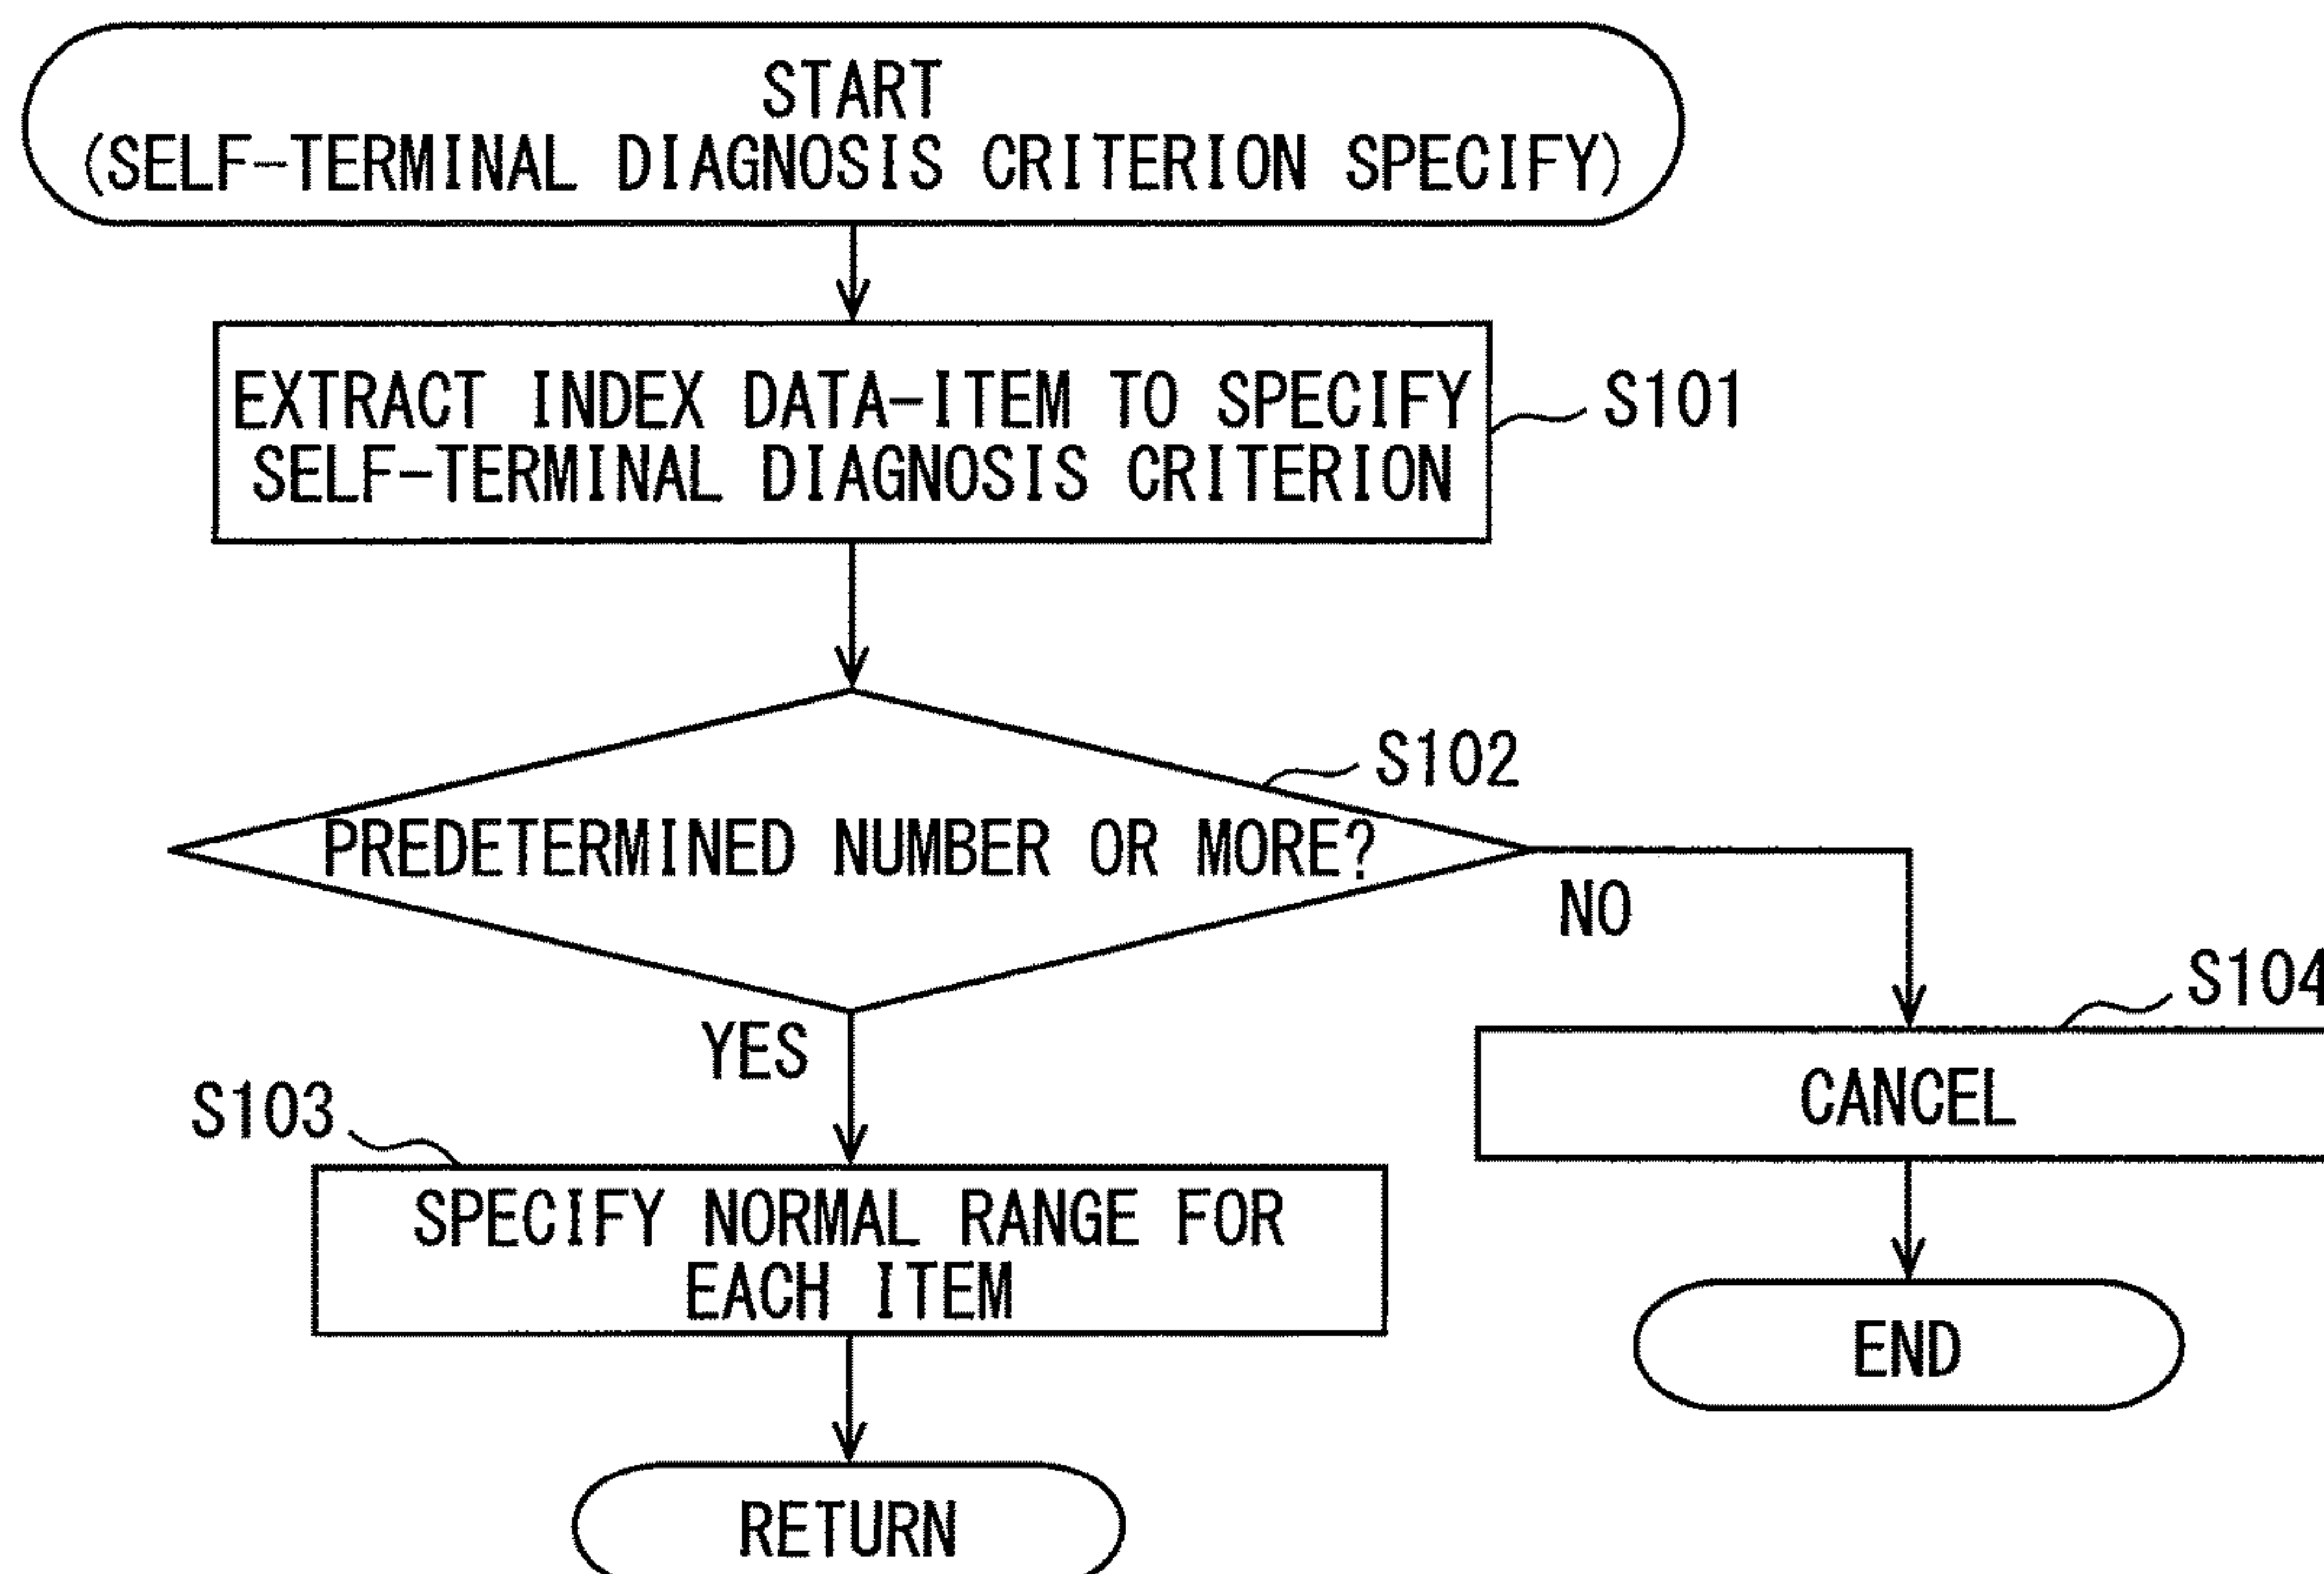 START
(SELF-TERMINAL DIAGNOSIS CRITERION SPECIFY)
EXTRACT INDEX DATA-ITEM TO SPECIFY
SELF-TERMINAL DIAGNOSIS CRITERION
S101
S102
PREDETERMINED NUMBER OR MORE?
NO
YES
S104
CANCEL
S103
SPECIFY NORMAL RANGE FOR
EACH ITEM
END
RETURN